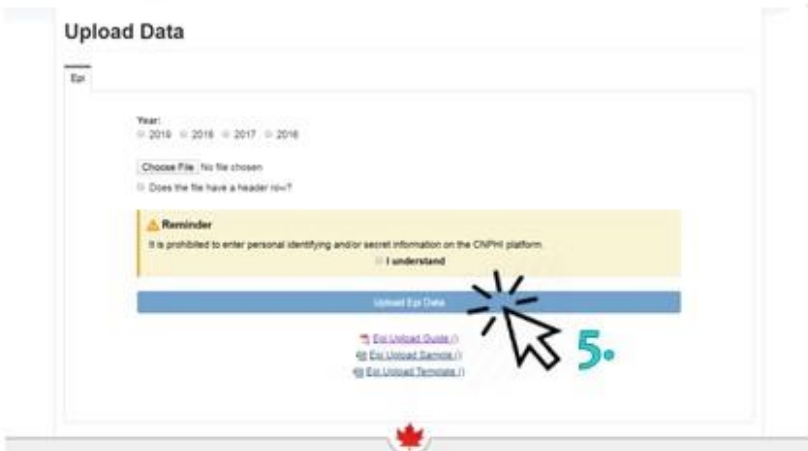 Upload Data
Epi
Year:
2019 2018 2017 2016
Choose File No file chosen
Does the file have a header row?
Reminder
It is prohibited to enter personal identifying and/or secret information on the CNPHI platform.
I understand
Upload Epi Data
Epi Upload Guide ()
Epi Upload Sample ()
Epi Upload Template ()
5.